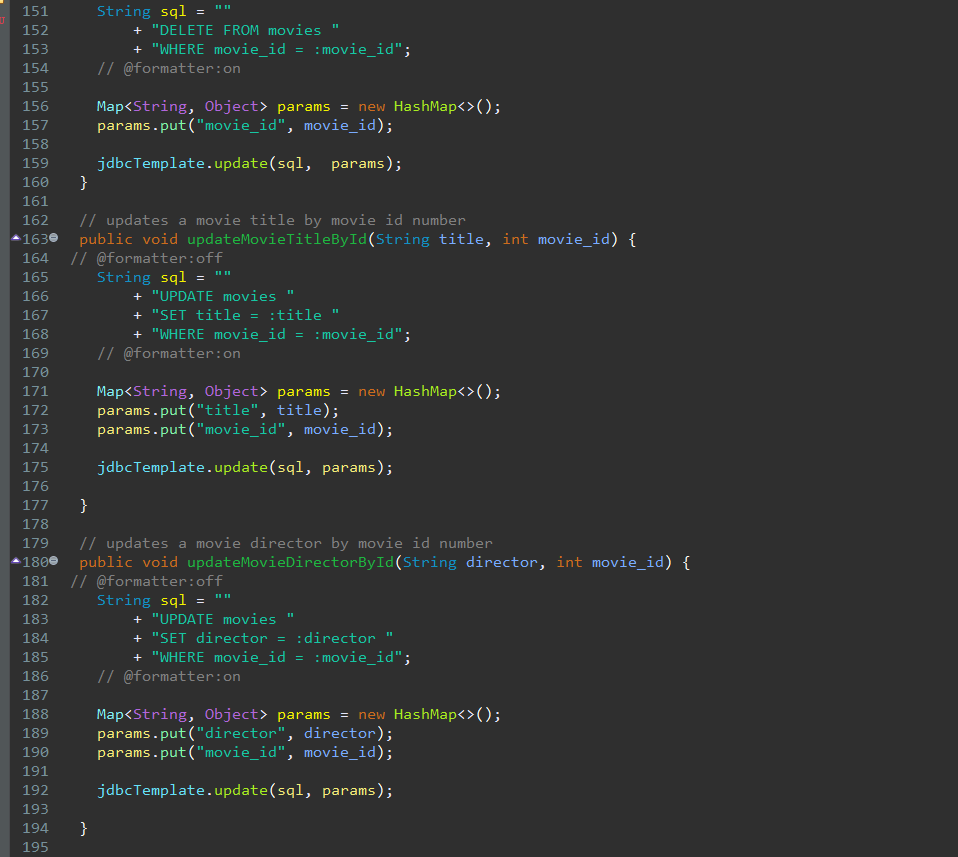 151 String sql = ""
152 + "DELETE FROM movies "
153 + "WHERE movie_id = :movie_id";
154 // @formatter:on
155
156 Map<String, Object> params = new HashMap<>();
157 params.put("movie_id", movie_id);
158
159 jdbcTemplate.update(sql,  params);
160 }
161
162 // updates a movie title by movie id number
163 public void updateMovieTitleById(String title, int movie_id) {
164 // @formatter:off
165 String sql = ""
166 + "UPDATE movies "
167 + "SET title = :title "
168 + "WHERE movie_id = :movie_id";
169 // @formatter:on
170
171 Map<String, Object> params = new HashMap<>();
172 params.put("title", title);
173 params.put("movie_id", movie_id);
174
175 jdbcTemplate.update(sql, params);
176
177 }
178
179 // updates a movie director by movie id number
180 public void updateMovieDirectorById(String director, int movie_id) {
181 // @formatter:off
182 String sql = ""
183 + "UPDATE movies "
184 + "SET director = :director "
185 + "WHERE movie_id = :movie_id";
186 // @formatter:on
187
188 Map<String, Object> params = new HashMap<>();
189 params.put("director", director);
190 params.put("movie_id", movie_id);
191
192 jdbcTemplate.update(sql, params);
193
194 }
195